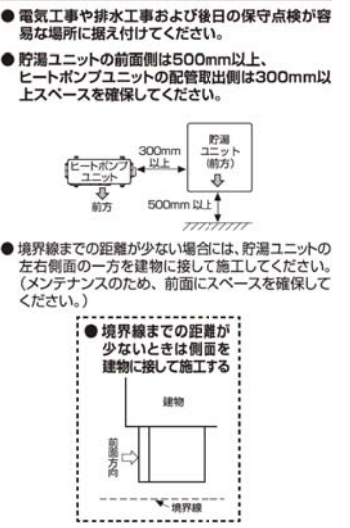 ● 電気工事や排水工事および後日の保守点検が容
易な場所に据え付けてください。
● 貯湯ユニットの前面側は500mm以上、
ヒートポンプユニットの配管取出側は300mm以
上スペースを確保してください。
300mm
以上
ヒートポンプ
ユニット
前方
貯湯
ユニット
(前方)
500mm 以上
● 境界線までの距離が少ない場合には、貯湯ユニットの
左右側面の一方を建物に接して施工してください。
(メンテナンスのため、前面にスペースを確保して
ください。)
● 境界線までの距離が
少ないときは側面を
建物に接して施工する
建物
前面方向
境界線